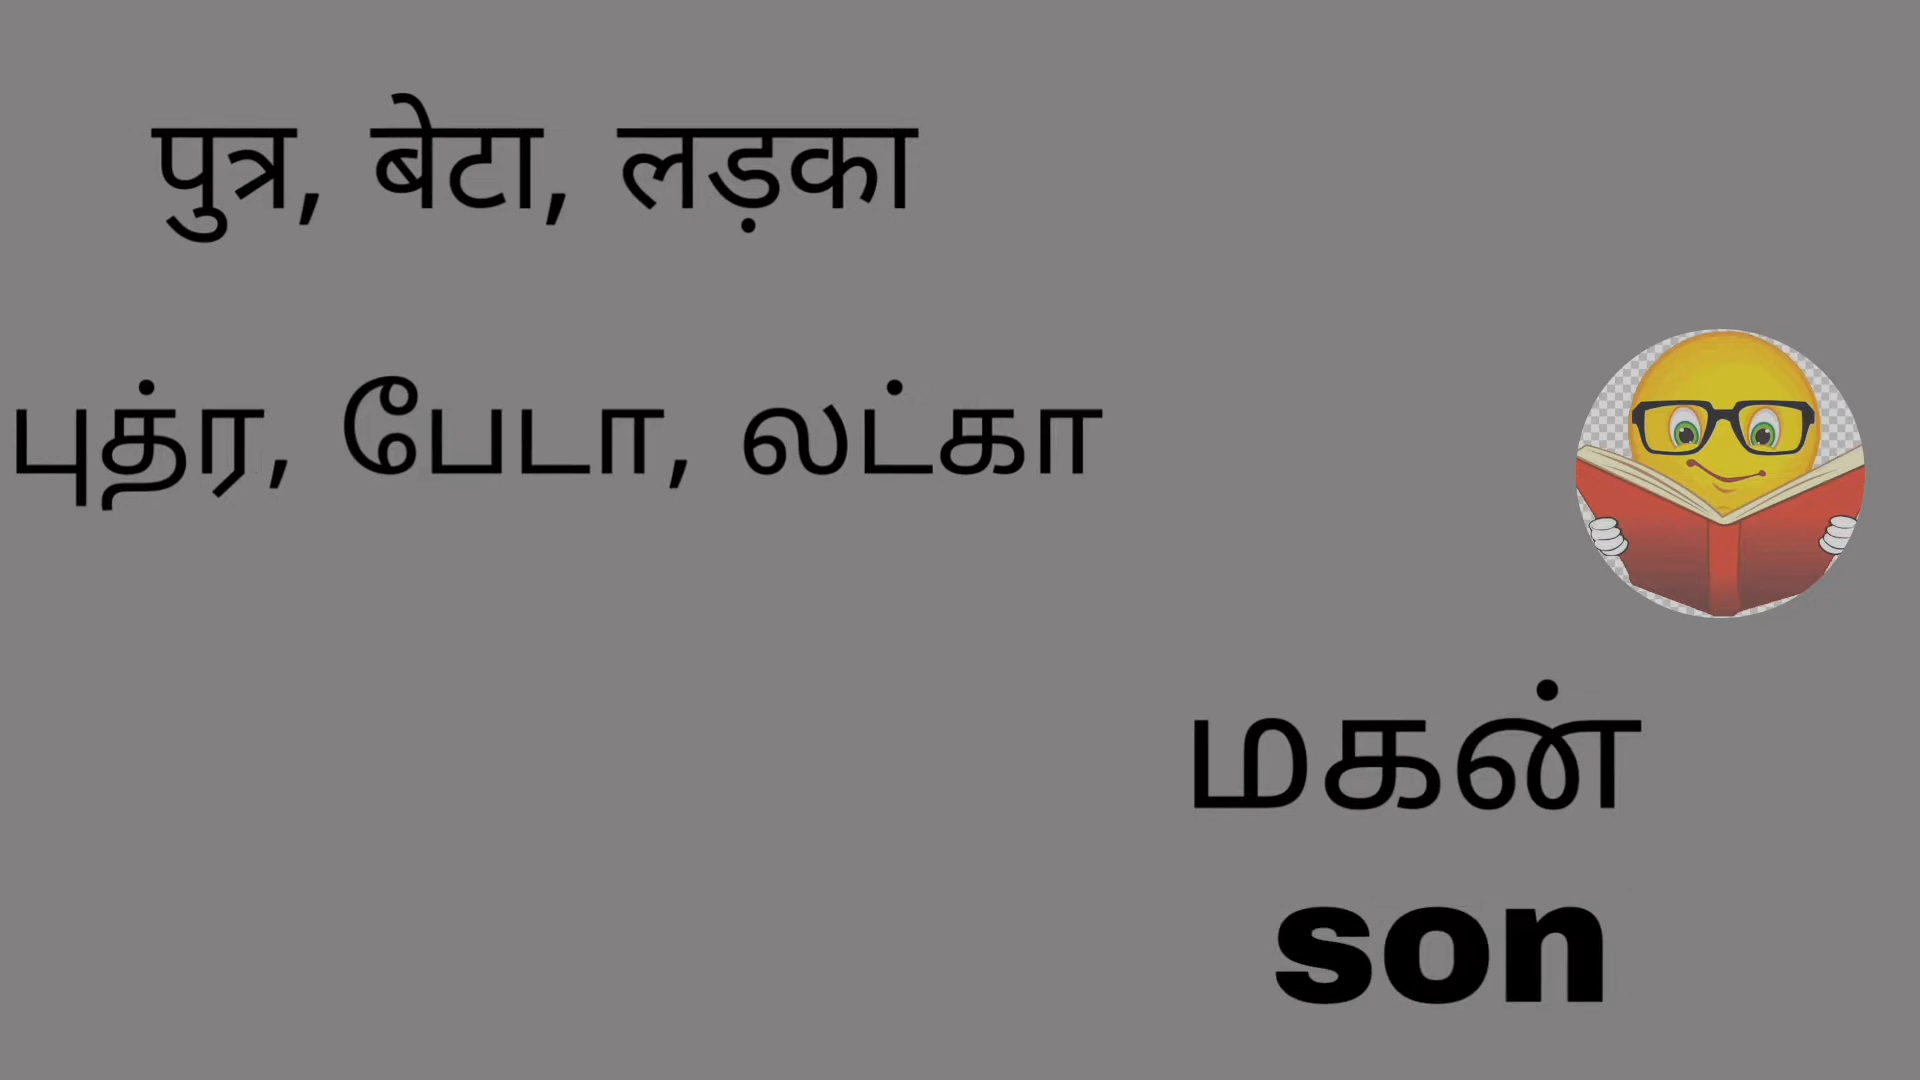 पुत्र, बेटा, लड़का
புத்ர, பேடா, லட்கா
மகன்
son